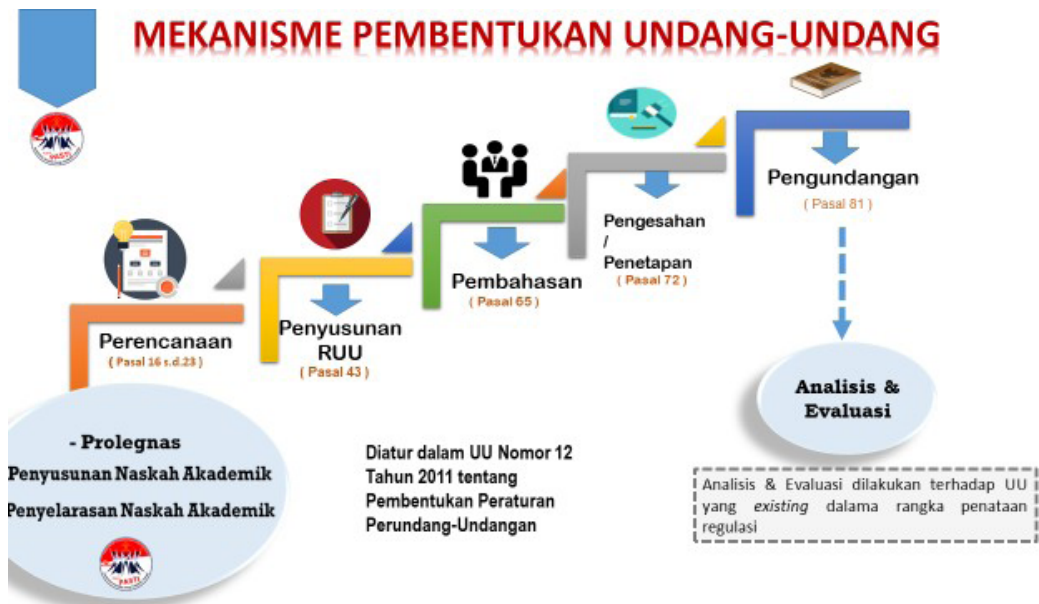 MEKANISME PEMBENTUKAN UNDANG-UNDANG
Perencanaan
( Pasal 16 s.d.23 )
- Prolegnas
Penyusunan Naskah Akademik
Penyelarasan Naskah Akademik
PASTI
Penyusunan
RUU
( Pasal 43 )
Pembahasan
( Pasal 65 )
Pengesahan
/
Penetapan
( Pasal 72 )
Pengundangan
( Pasal 81 )
Analisis &
Evaluasi
Analisis & Evaluasi dilakukan terhadap UU
yang existing dalama rangka penataan
regulasi
Diatur dalam UU Nomor 12
Tahun 2011 tentang
Pembentukan Peraturan
Perundang-Undangan
PASTI